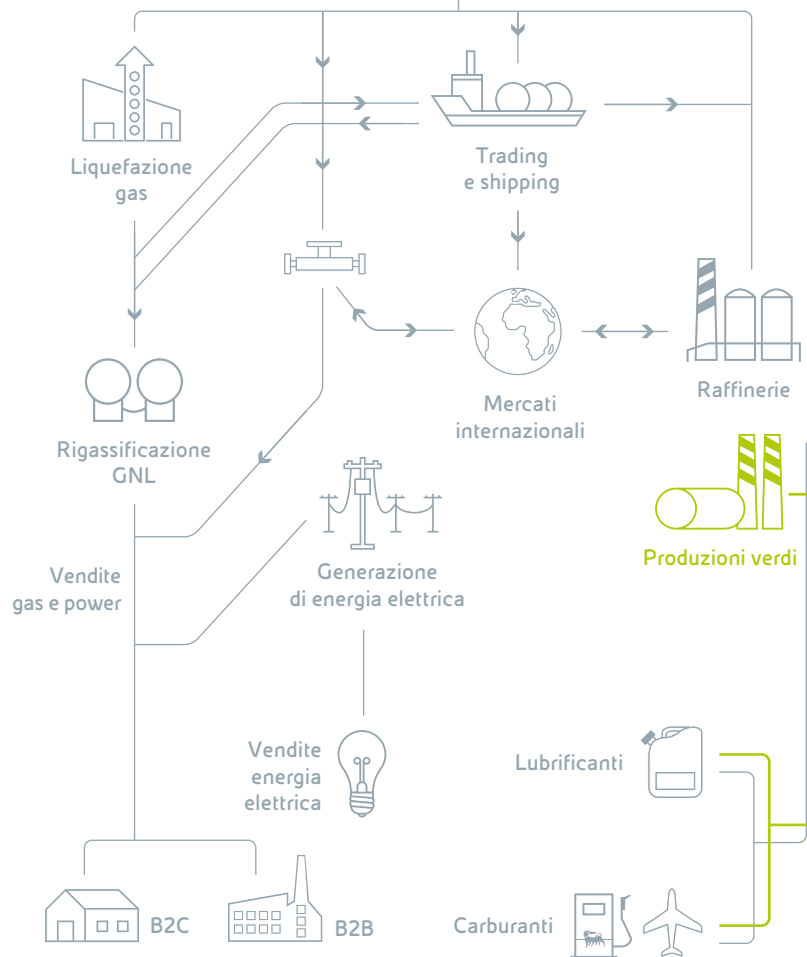 Liquefazione
gas
Trading
e shipping
Mercati
internazionali
Raffinerie
Rigassificazione
GNL
Produzioni verdi
Vendite
gas e power
Generazione
di energia elettrica
Vendite
energia
elettrica
Lubrificanti
B2C
B2B
Carburanti